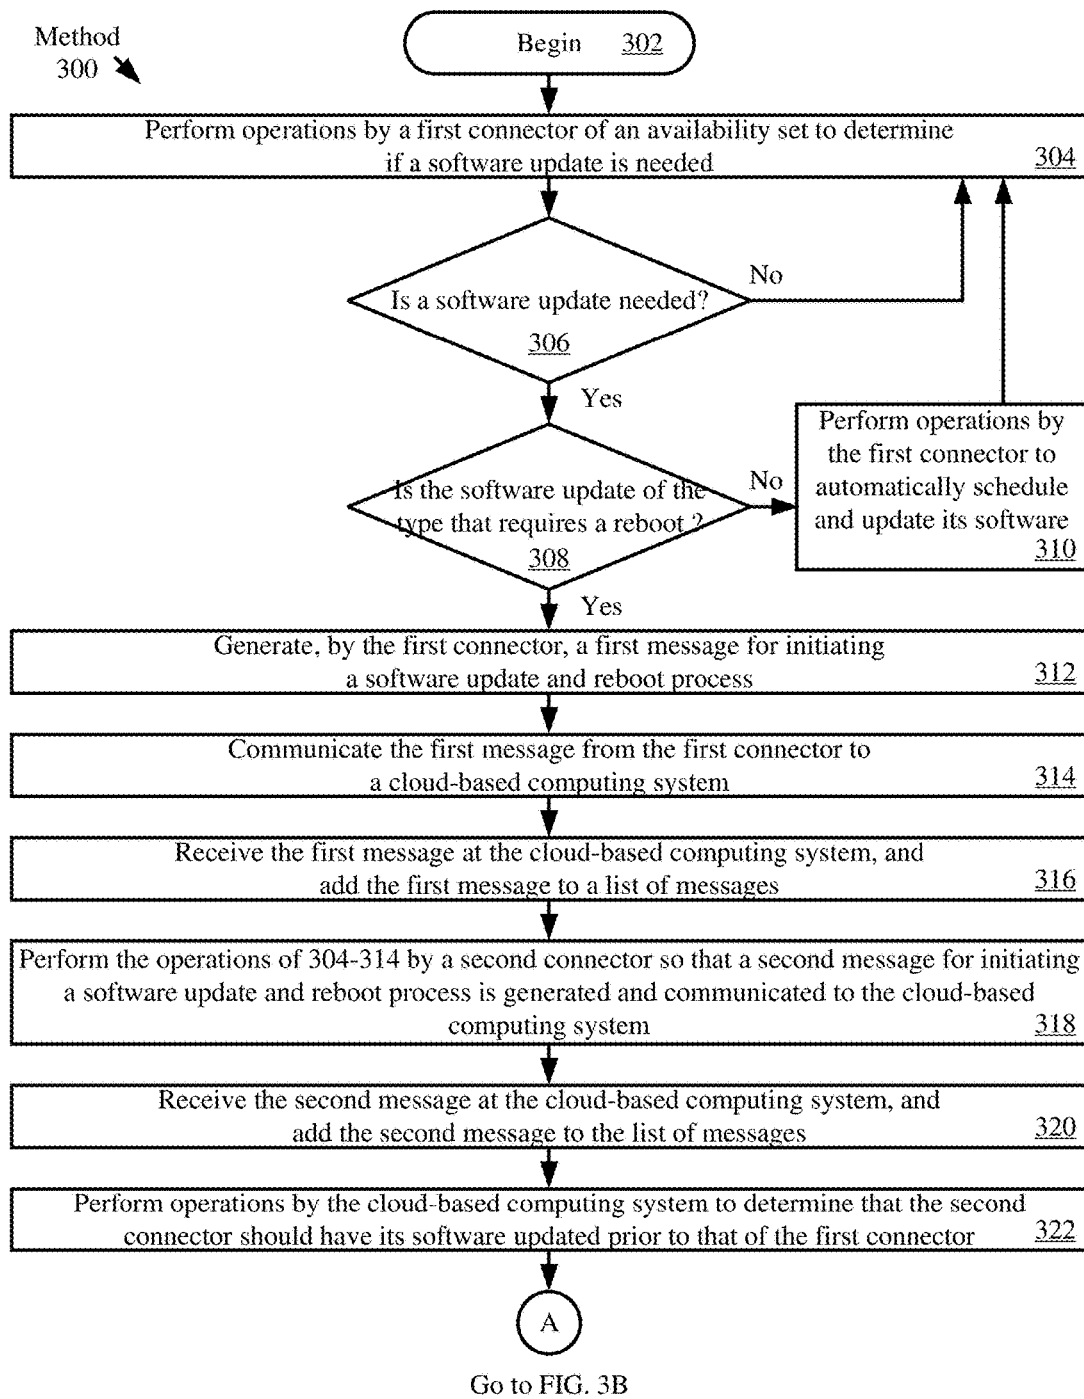 Method
300
Begin 302
Perform operations by a first connector of an availability set to determine
if a software update is needed
304
No
Is a software update needed?
306
Yes
Is the software update of the
type that requires a reboot ?
308
No
Perform operations by
the first connector to
automatically schedule
and update its software
310
Yes
Generate, by the first connector, a first message for initiating
a software update and reboot process
312
Communicate the first message from the first connector to
a cloud-based computing system
314
Receive the first message at the cloud-based computing system, and
add the first message to a list of messages
316
Perform the operations of 304-314 by a second connector so that a second message for initiating
a software update and reboot process is generated and communicated to the cloud-based
computing system
318
Receive the second message at the cloud-based computing system, and
add the second message to the list of messages
320
Perform operations by the cloud-based computing system to determine that the second
connector should have its software updated prior to that of the first connector
322
A
Go to FIG. 3B